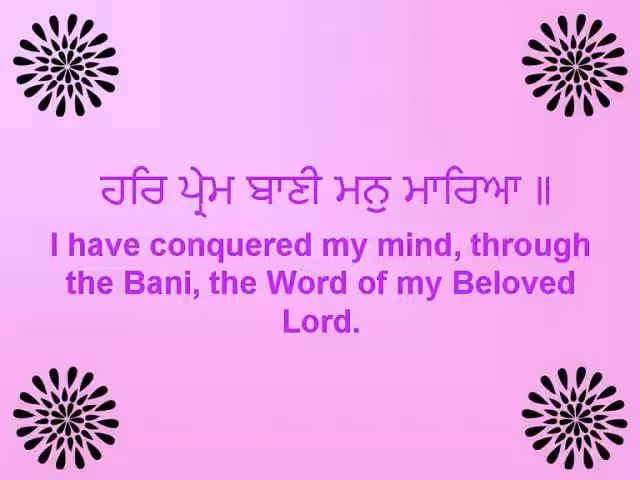 ਹਰਿ ਪ੍ਰੇਮ ਬਾਣੀ ਮਨੁ ਮਾਰਿਆ ॥
I have conquered my mind, through
the Bani, the Word of my Beloved
Lord.